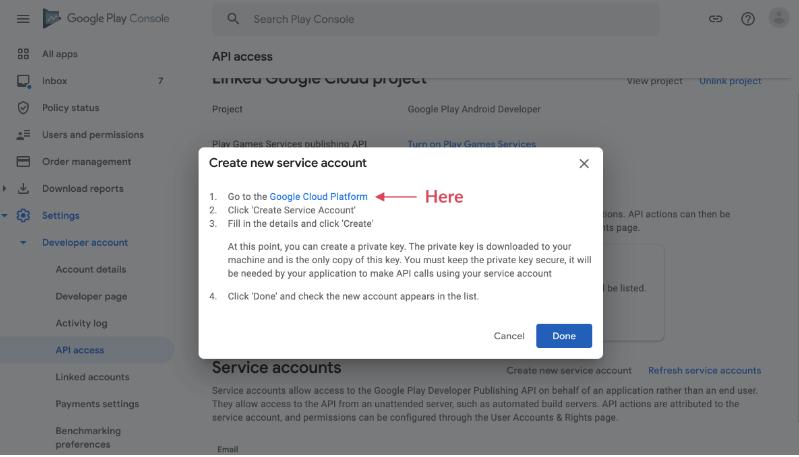 Google Play Console
Search Play Console
All apps
Inbox 7
Policy status
Users and permissions
Order management
Download reports
Settings
Developer account
Account details
Developer page
Activity log
API access
Linked accounts
Payments settings
Benchmarking
preferences
API access
Linked Google Cloud project
View project Unlink project
Project Google Play Android Developer
Play Games Services publishing API Turn on Play Games Services
Create new service account
1. Go to the Google Cloud Platform
Here
2. Click 'Create Service Account'
3. Fill in the details and click 'Create'
At this point, you can create a private key. The private key is downloaded to your
machine and is the only copy of this key. You must keep the private key secure, it will
be needed by your application to make API calls using your service account
4. Click 'Done' and check the new account appears in the list.
Cancel Done
tions. API actions can then be
ts page.
l be listed.
Service accounts
Create new service account Refresh service accounts
Service accounts allow access to the Google Play Developer Publishing API on behalf of an application rather than an end user.
They allow access to the API from an unattended server, such as automated build servers. API actions are attributed to the
service account, and permissions can be configured through the User Accounts & Rights page.
Email